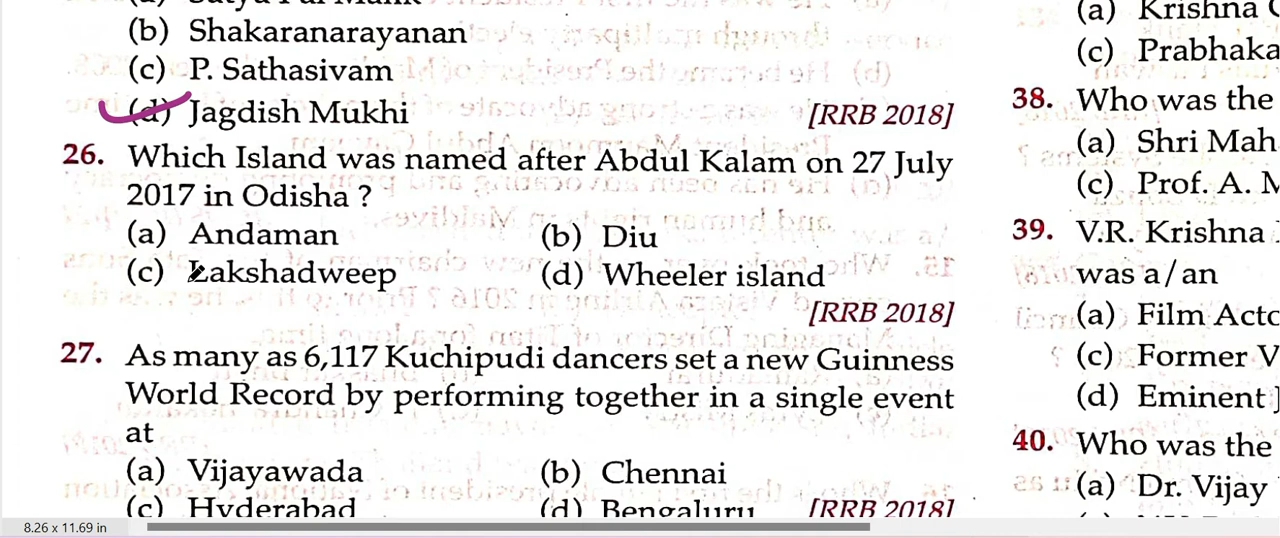 (b) Shakaranarayanan
(c) P. Sathasivam
(d) Jagdish Mukhi [RRB 2018]
26. Which Island was named after Abdul Kalam on 27 July
2017 in Odisha ?
(a) Andaman (b) Diu
(c) Lakshadweep (d) Wheeler island
[RRB 2018]
27. As many as 6,117 Kuchipudi dancers set a new Guinness
World Record by performing together in a single event
at
(a) Vijayawada (b) Chennai
(c) Hyderabad (d) Bengaluru [RRB 2018]
(a) Krishna
(c) Prabhaka
38. Who was the
(a) Shri Mah
(c) Prof. A.
39. V.R. Krishna
was a/an
(a) Film Acto
(c) Former V
(d) Eminent
40. Who was the
(a) Dr. Vijay
8.26 x 11.69 in